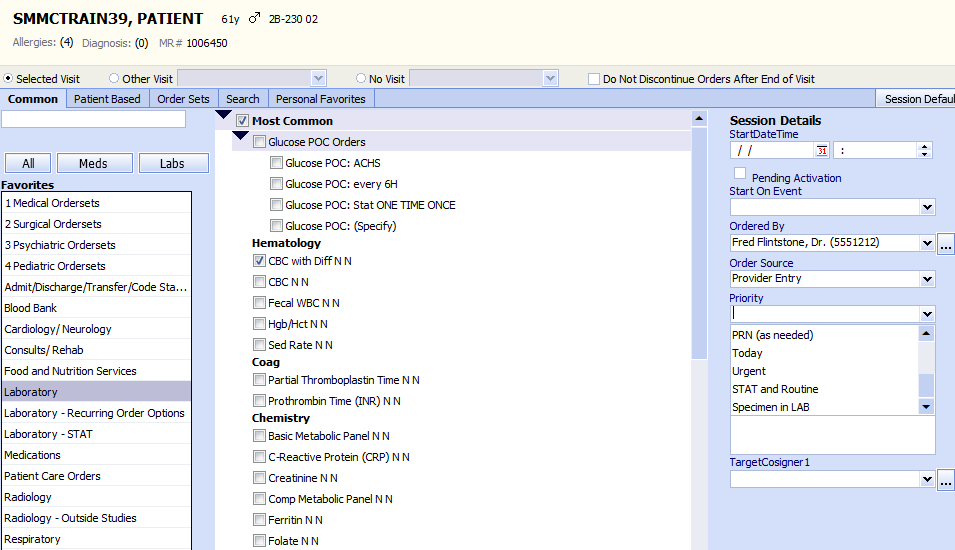 SMMCTRAIN39, PATIENT 61y ♂ 2B-230 02
Allergies: (4) Diagnosis: (0) MR# 1006450
Selected Visit Other Visit No Visit Do Not Discontinue Orders After End of Visit
Common Patient Based Order Sets Search Personal Favorites Session Defaul
All Meds Labs
Favorites
1 Medical Ordersets
2 Surgical Ordersets
3 Psychiatric Ordersets
4 Pediatric Ordersets
Admit/Discharge/Transfer/Code Sta...
Blood Bank
Cardiology/ Neurology
Consults/ Rehab
Food and Nutrition Services
Laboratory
Laboratory - Recurring Order Options
Laboratory - STAT
Medications
Patient Care Orders
Radiology
Radiology - Outside Studies
Respiratory
Most Common
Glucose POC Orders
Glucose POC: ACHS
Glucose POC: every 6H
Glucose POC: Stat ONE TIME ONCE
Glucose POC: (Specify)
Hematology
CBC with Diff N N
CBC N N
Fecal WBC N N
Hgb/Hct N N
Sed Rate N N
Coag
Partial Thromboplastin Time N N
Prothrombin Time (INR) N N
Chemistry
Basic Metabolic Panel N N
C-Reactive Protein (CRP) N N
Creatinine N N
Comp Metabolic Panel N N
Ferritin N N
Folate N N
Session Details
StartDateTime
/ / 31 :
Pending Activation
Start On Event
Ordered By
Fred Flintstone, Dr. (5551212) ...
Order Source
Provider Entry
Priority
PRN (as needed)
Today
Urgent
STAT and Routine
Specimen in LAB
TargetCosigner1
...